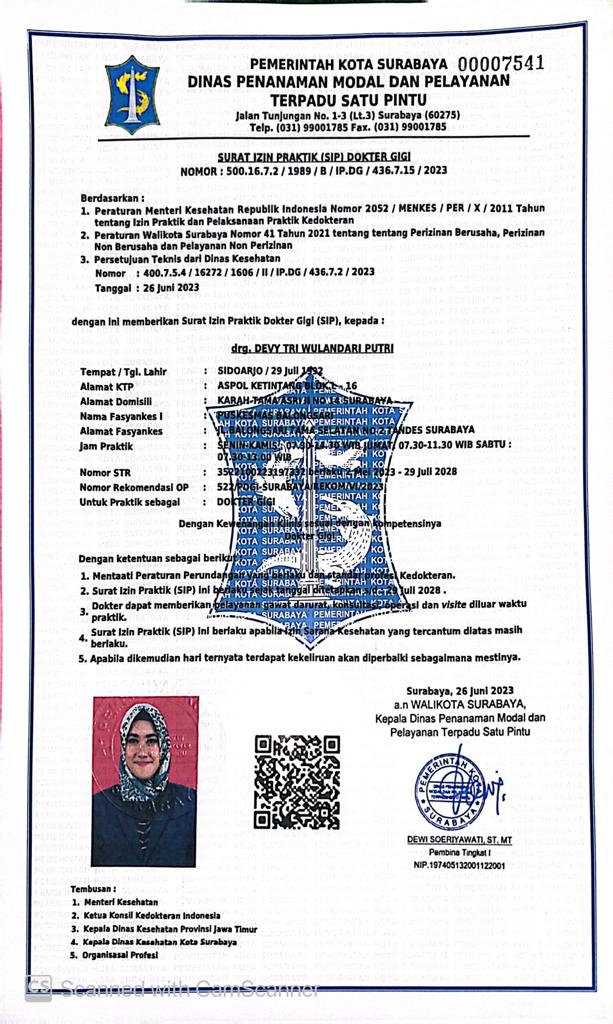 PEMERINTAH KOTA SURABAYA 00007541
DINAS PENANAMAN MODAL DAN PELAYANAN
TERPADU SATU PINTU
Jalan Tunjungan No. 1-3 (Lt.3) Surabaya (60275)
Telp. (031) 99001785 Fax. (031) 99001785
SURAT IZIN PRAKTIK (SIP) DOKTER GIGI
NOMOR : 500.16.7.2 / 1989 / B / IP.DG / 436.7.15 / 2023
Berdasarkan :
1. Peraturan Menteri Kesehatan Republik Indonesia Nomor 2052 / MENKES / PER / X / 2011 Tahun
tentang Izin Praktik dan Pelaksanaan Praktik Kedokteran
2. Peraturan Walikota Surabaya Nomor 41 Tahun 2021 tentang tentang Perizinan Berusaha, Perizinan
Non Berusaha dan Pelayanan Non Perizinan
3. Persetujuan Teknis dari Dinas Kesehatan
Nomor : 400.7.5.4 / 16272 / 1606 / II / IP.DG / 436.7.2 / 2023
Tanggal : 26 Juni 2023
dengan ini memberikan Surat Izin Praktik Dokter Gigi (SIP), kepada :
drg. DEVY TRI WULANDARI PUTRI
Tempat / Tgl. Lahir : SIDOARJO / 29 Juli 1992
Alamat KTP : ASPOL KETINTANG BLOK L - 16
Alamat Domisili : KARAH TAMA ASRI II NO 14 SURABAYA
Nama Fasyankes I : PUSKESMAS BALONGSARI
Alamat Fasyankes : JL.BALONGSARI TAMA SELATAN NO.2 TANDES SURABAYA
Jam Praktik : SENIN-KAMIS: 07.30-14.30 WIB JUMAT/ 07.30-11.30 WIB SABTU :
07.30-13.00 WIB
Nomor STR : berlaku 2 Mei 2023 - 29 Juli 2028
Nomor Rekomendasi OP : 522/PDGI-SURABAYA/REKOM/VI/2023
Untuk Praktik sebagai : DOKTER GIGI
Dengan Kewenangan Klinis sesuai dengan kompetensinya
Dokter Gigi
Dengan ketentuan sebagai berikut
1. Mentaati Peraturan Perundangan yang berlaku dan standar profesi Kedokteran.
2. Surat Izin Praktik (SIP) ini berlaku sejak tanggal ditetapkan s/d : 29 Juli 2028 .
3. Dokter dapat memberikan pelayanan gawat darurat, konsultasi, operasi dan visite diluar waktu
praktik.
4. Surat Izin Praktik (SIP) ini berlaku apabila Izin Sarana Kesehatan yang tercantum diatas masih
berlaku.
5. Apabila dikemudian hari ternyata terdapat kekeliruan akan diperbaiki sebagaimana mestinya.
Surabaya, 26 Juni 2023
a.n WALIKOTA SURABAYA,
Kepala Dinas Penanaman Modal dan
Pelayanan Terpadu Satu Pintu
PEMERINTAH KOTA
SURABAYA
DEWI SOERIYAWATI, ST, MT
Pembina Tingkat I
NIP.197405132001122001
Tembusan :
1. Menteri Kesehatan
2. Ketua Konsil Kedokteran Indonesia
3. Kepala Dinas Kesehatan Provinsi Jawa Timur
4. Kepala Dinas Kesehatan Kota Surabaya
5. Organisasi Profesi
CS Scanned with CamScanner